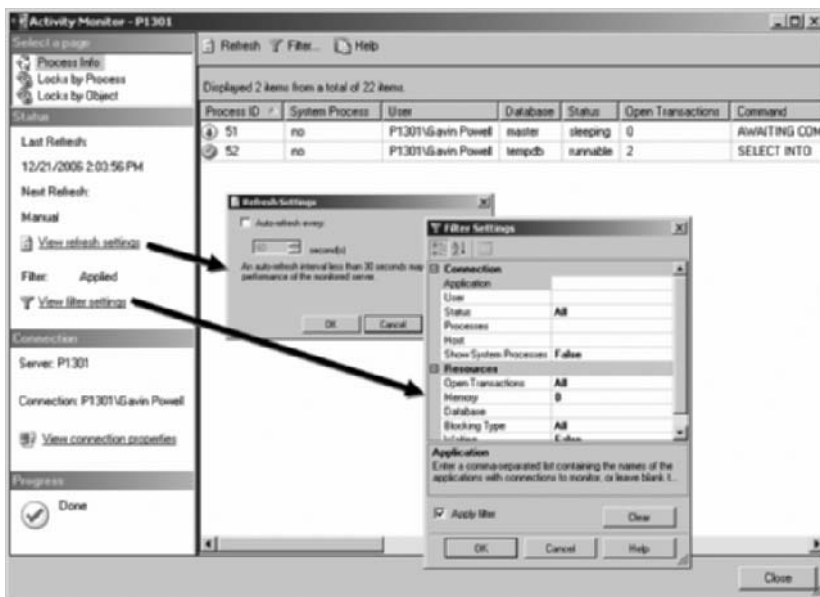 Activity Monitor - P1301
Select a page
Process Info
Locks by Process
Locks by Object
Status
Last Refresh:
12/21/2006 2:03:56 PM
Next Refresh:
Manual
View refresh settings
Filter: Applied
View filter settings
Connection
Server: P1301
Connection: P1301\Gavin Powell
View connection properties
Progress
Done
Refresh Filter... Help
Displayed 2 items from a total of 22 items.
Process ID System Process User Database Status Open Transactions Command
51 no P1301\Gavin Powell master sleeping 0 AWAITING COM
52 no P1301\Gavin Powell tempdb runnable 2 SELECT INTO
Refresh Settings
Auto-refresh every:
second(s)
An auto-refresh interval less than 30 seconds may
performance of the monitored server.
OK Cancel
Filter Settings
Connection
Application
User
Status All
Processes
Host
Show System Processes False
Resources
Open Transactions All
Memory 0
Database
Blocking Type All
False
Application
Enter a comma-separated list containing the names of the
applications with connections to monitor, or leave blank t...
Apply filter Clear
OK Cancel Help
Close